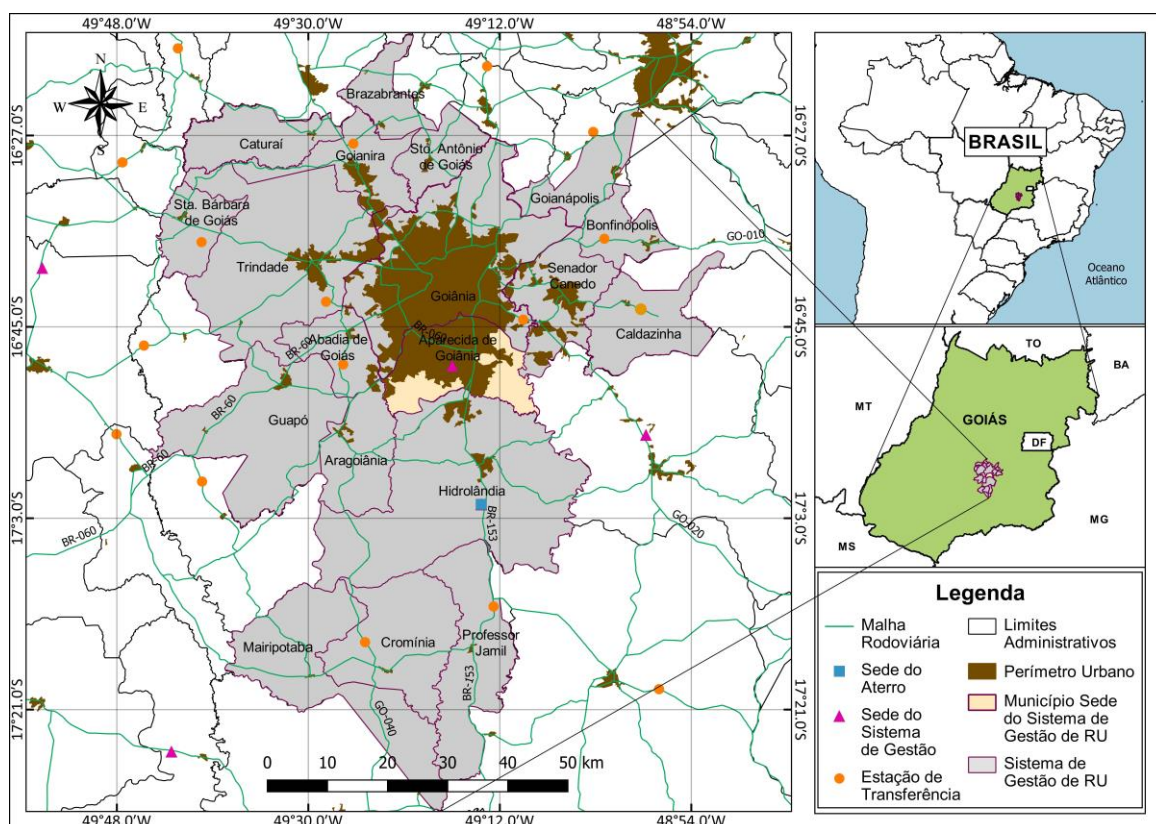 49°48.0'W
49°30.0'W
49°12.0'W
48°54.0'W
N
W
E
S
16°27.0'S
16°27.0'S
Brazabrantes
Caturaí
Goianira
Sto. Antônio
de Goiás
Sta. Bárbara
de Goiás
Goianápolis
Bonfinópolis
GO-010
Trindade
Goiânia
Senador
Canedo
16°45.0'S
16°45.0'S
BR-060
BR-60
Abadia de
Goiás
Aparecida de
Goiânia
Caldazinha
BR-60
Guapó
Aragoiânia
BR-60
Hidrolândia
17°3.0'S
17°3.0'S
BR-060
BR-153
GO-020
Mairipotaba
Cromínia
Professor
Jamil
BR-153
17°21.0'S
17°21.0'S
GO-040
0
10
20
30
40
50 km
49°48.0'W
49°30.0'W
49°12.0'W
48°54.0'W
BRASIL
Oceano
Atlântico
TO
BA
MT
GOIÁS
DF
MG
MS
Legenda
Malha
Rodoviária
Sede do
Aterro
Sede do
Sistema
de Gestão
Estação de
Transferência
Limites
Administrativos
Perímetro Urbano
Município Sede
do Sistema de
Gestão de RU
Sistema de
Gestão de RU